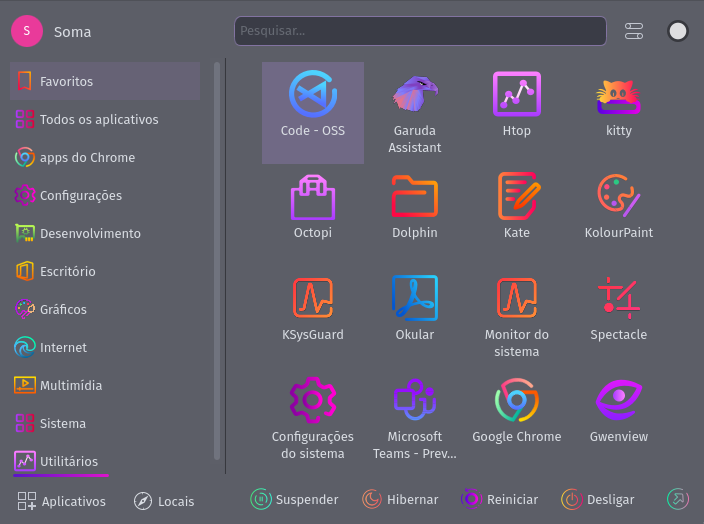 S
Soma
Pesquisar...
Favoritos
Todos os aplicativos
apps do Chrome
Configurações
Desenvolvimento
Escritório
Gráficos
Internet
Multimídia
Sistema
Utilitários
Code - OSS
Garuda
Assistant
Htop
kitty
Octopi
Dolphin
Kate
KolourPaint
KSysGuard
Okular
Monitor do
sistema
Spectacle
Configurações
do sistema
Microsoft
Teams - Prev...
Google Chrome
Gwenview
Aplicativos
Locais
Suspender
Hibernar
Reiniciar
Desligar